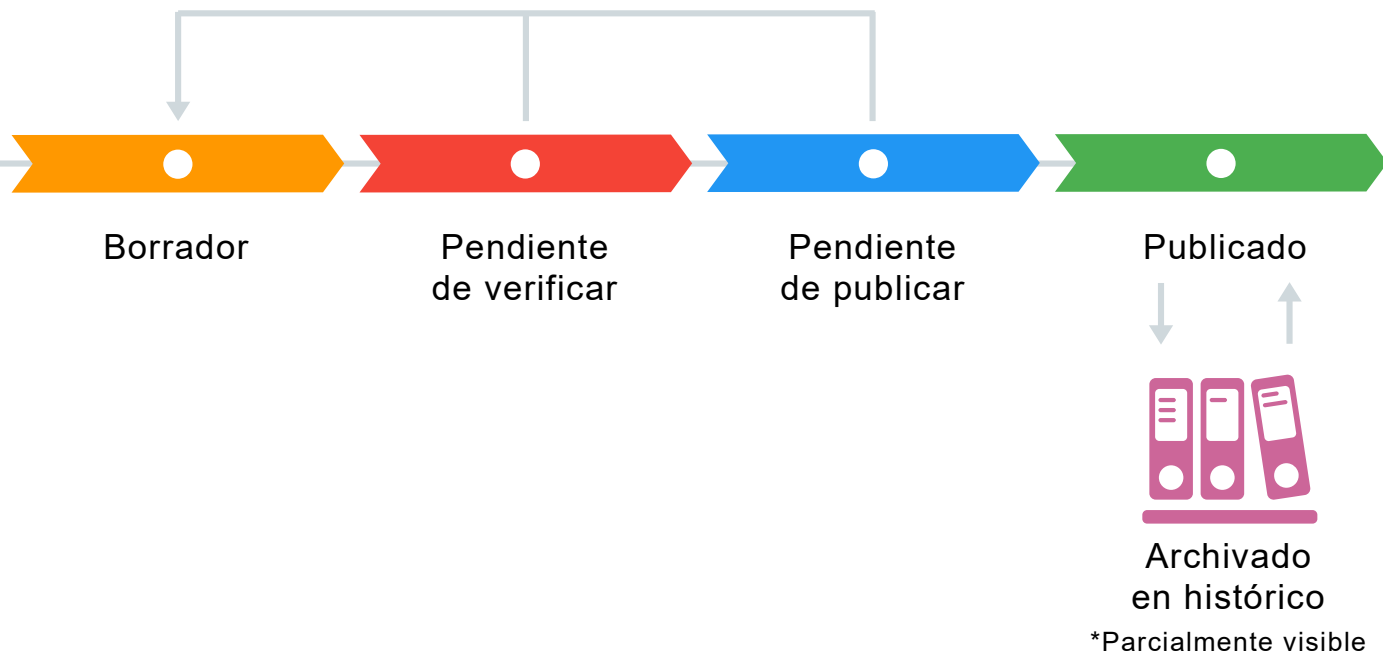 Borrador
Pendiente
de verificar
Pendiente
de publicar
Publicado
Archivado
en histórico
*Parcialmente visible